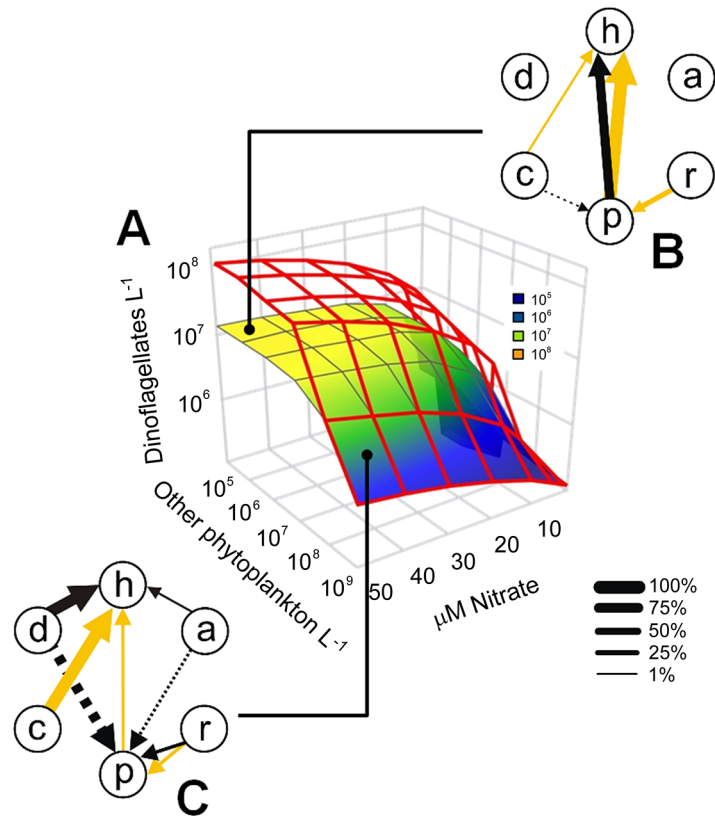 h
d
a
c
r
p
B
A
10⁸
10⁷
10⁶
Dinoflagellates L⁻¹
10⁵
10⁶
10⁷
10⁸
10⁵
10⁶
10⁷
10⁸
10⁹
Other phytoplankton L⁻¹
50
40
30
20
10
µM Nitrate
100%
75%
50%
25%
1%
h
d
a
c
r
p
C